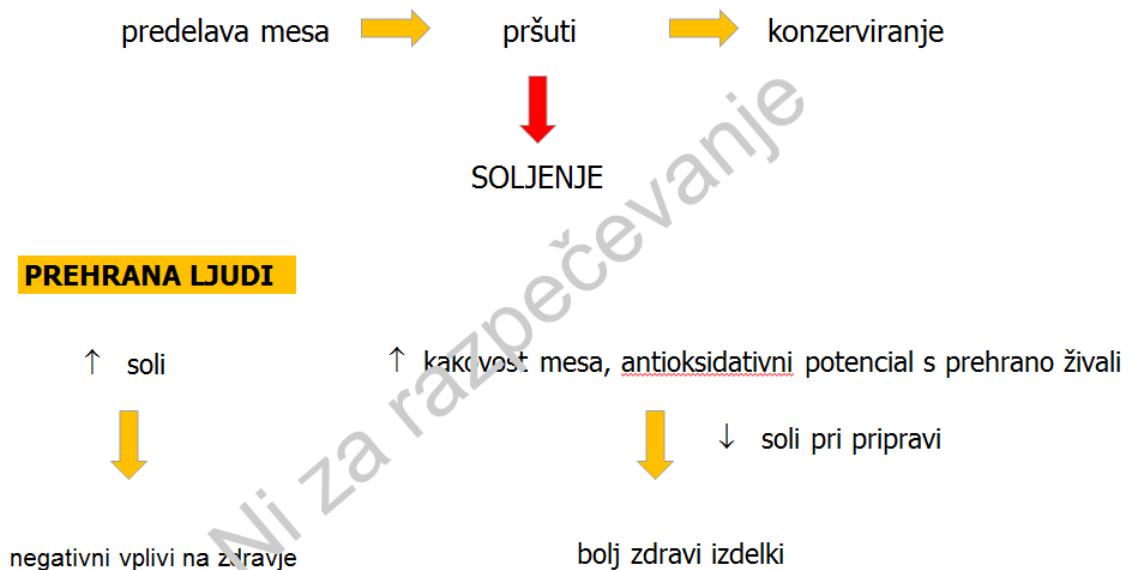 predelava mesa pršuti konzerviranje
SOLJENJE
PREHRANA LJUDI
↑ soli ↑ kakovost mesa, antioksidativni potencial s prehrano živali
↓ soli pri pripravi
negativni vplivi na zdravje bolj zdravi izdelki
Ni za razpečevanje